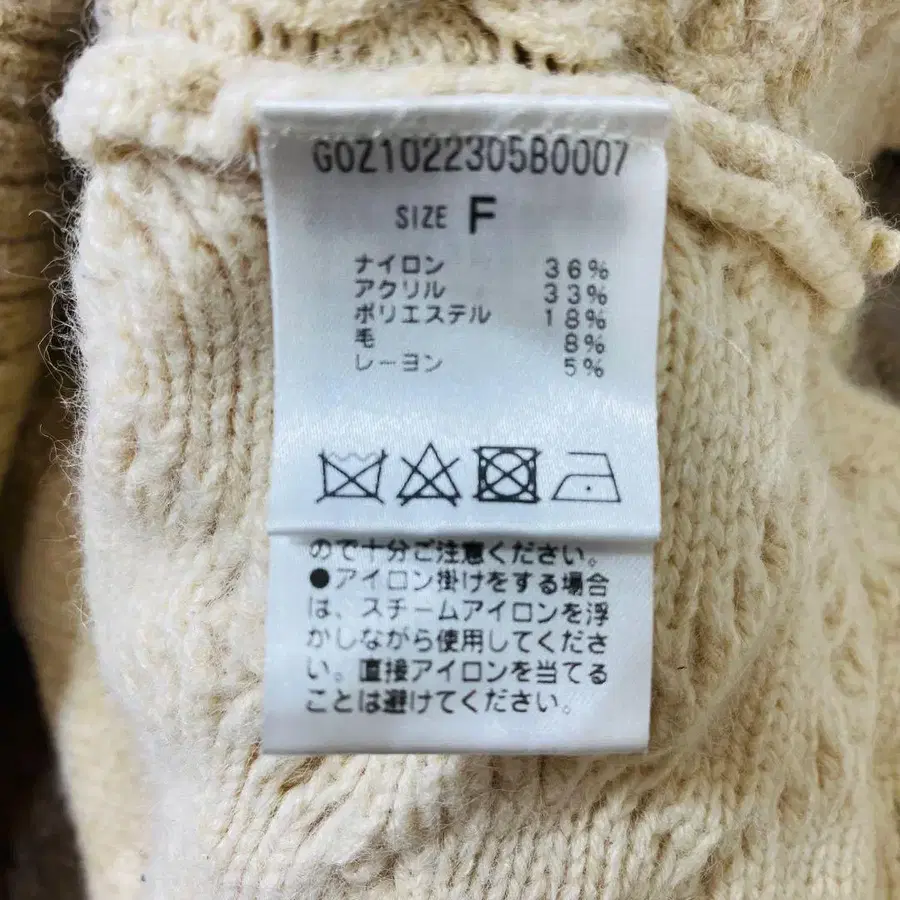 G0Z1022305B0007
SIZE F
ナイロン 36%
アクリル 33%
ポリエステル 18%
毛 8%
レーヨン 5%
ので十分ご注意ください。
●アイロン掛けをする場合
は、スチームアイロンを浮
かしながら使用してくださ
い。直接アイロンを当てる
ことは避けてください。